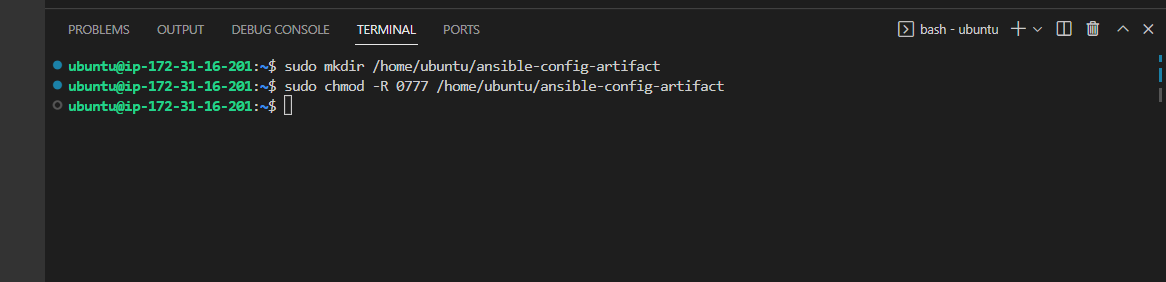 PROBLEMS OUTPUT DEBUG CONSOLE TERMINAL PORTS bash - ubuntu
ubuntu@ip-172-31-16-201:~$ sudo mkdir /home/ubuntu/ansible-config-artifact
ubuntu@ip-172-31-16-201:~$ sudo chmod -R 0777 /home/ubuntu/ansible-config-artifact
ubuntu@ip-172-31-16-201:~$